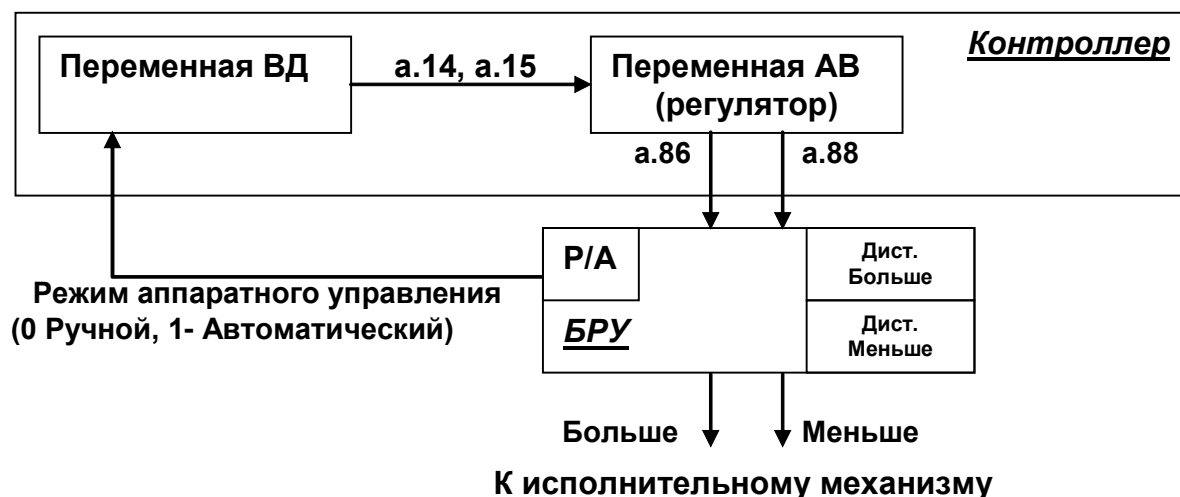 Контроллер
Переменная ВД
а.14, а.15
Переменная АВ
(регулятор)
а.86
а.88
Р/А
Дист.
Больше
Режим аппаратного управления
(0 Ручной, 1- Автоматический)
БРУ
Дист.
Меньше
Больше
Меньше
К исполнительному механизму